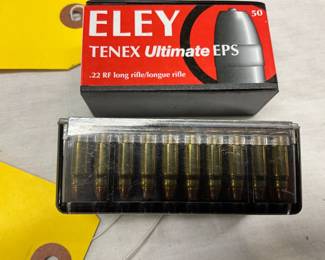 ELEY
50
TENEX Ultimate EPS
.22 RF long rifle/longue rifle